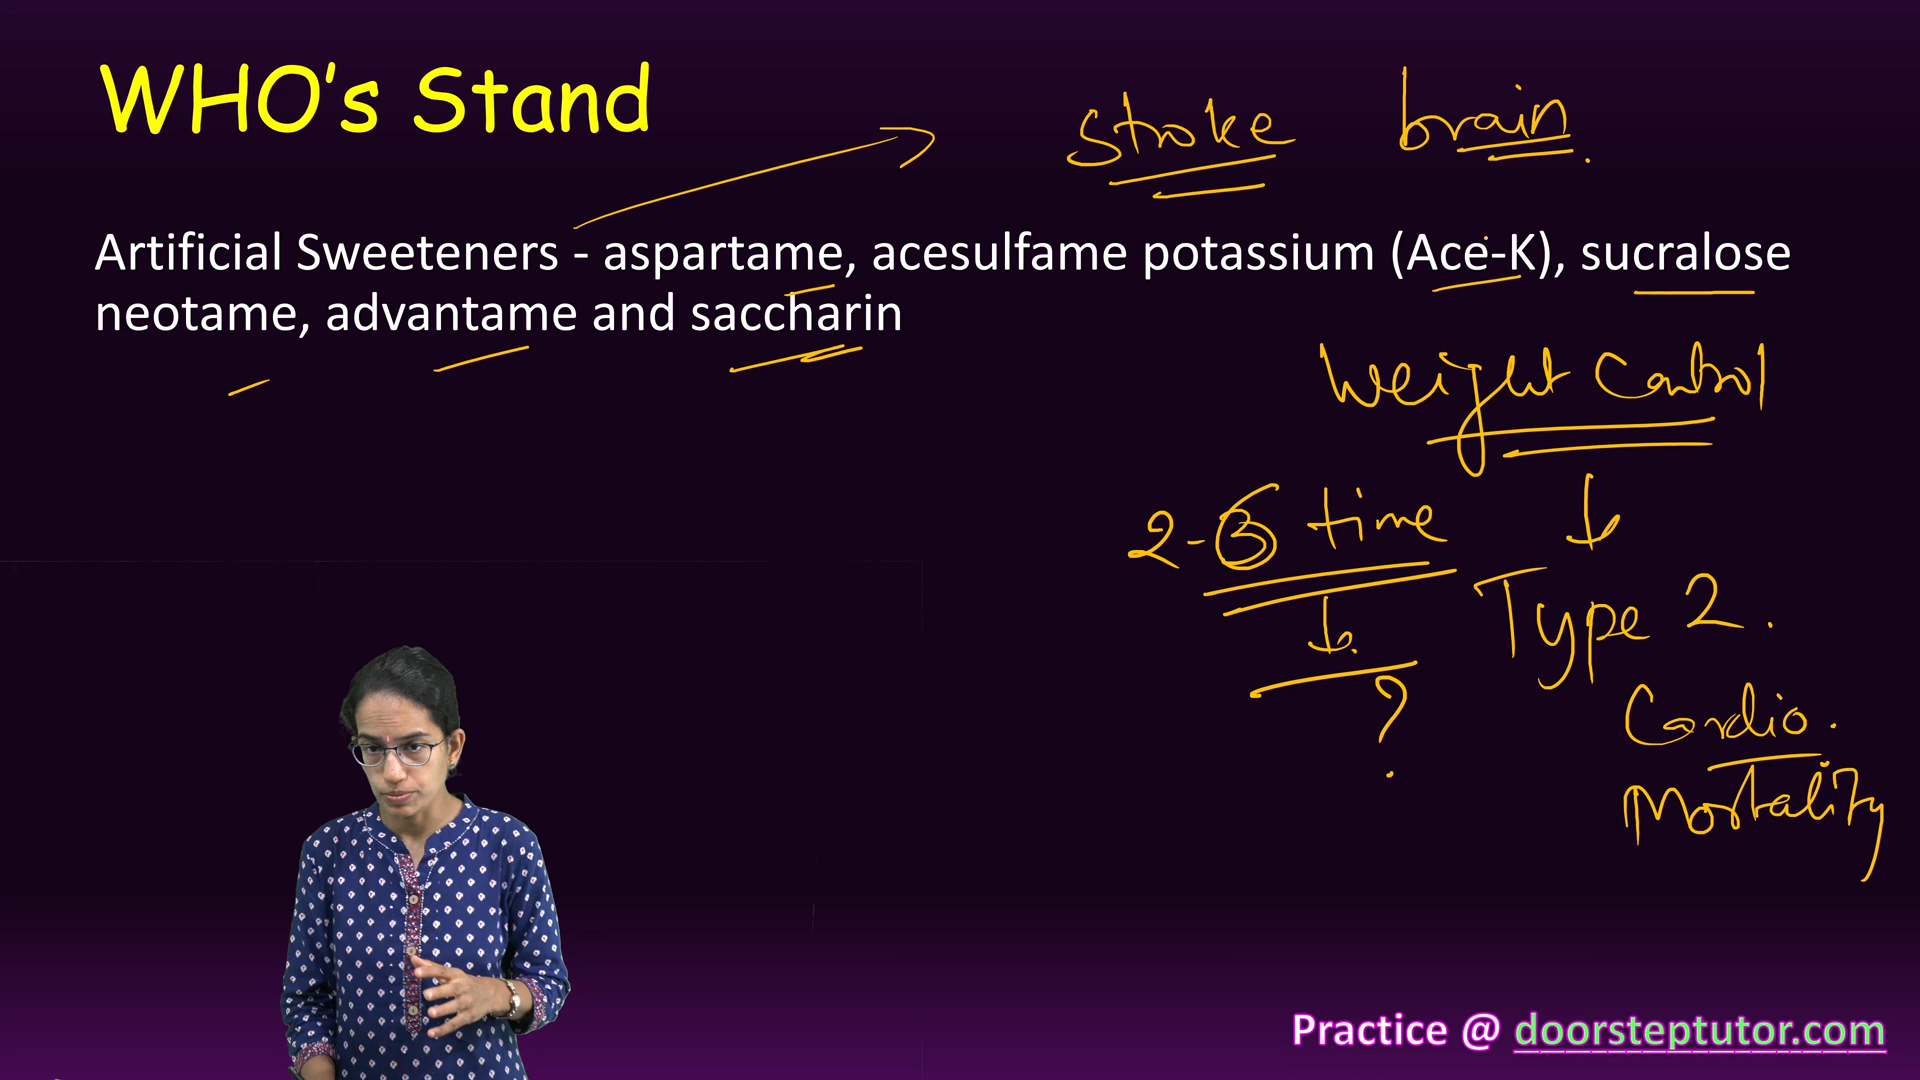 WHO's Stand
stroke brain.
Artificial Sweeteners - aspartame, acesulfame potassium (Ace-K), sucralose
neotame, advantame and saccharin
Weight Control
2-3 time
Type 2.
?
Cardio.
Mortality
Practice @ doorsteptutor.com